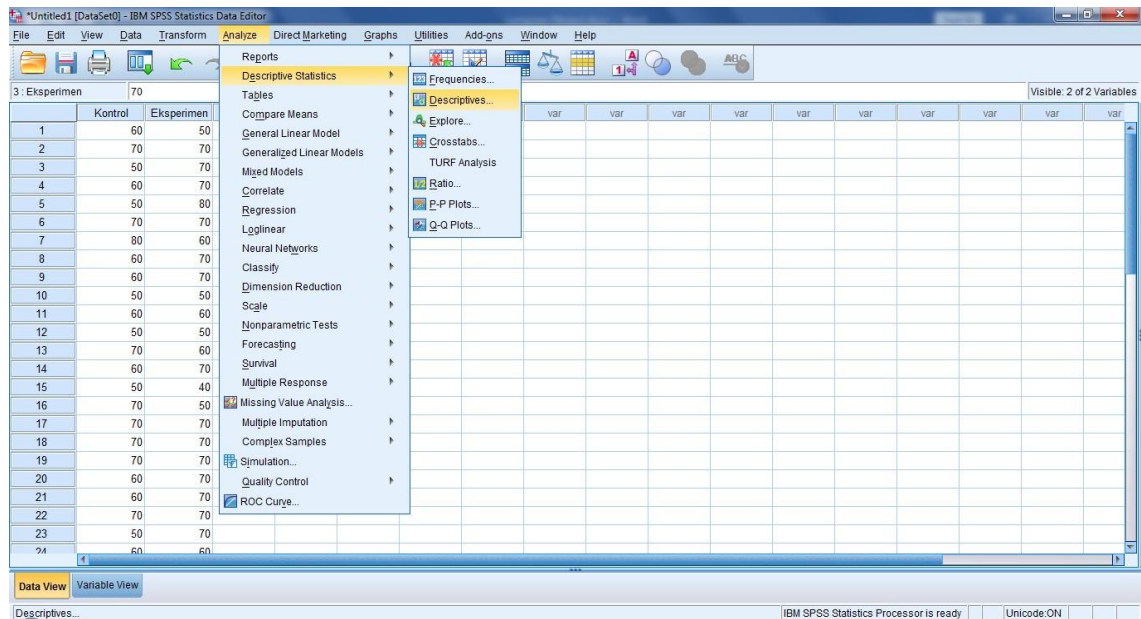 *Untitled1 [DataSet0] - IBM SPSS Statistics Data Editor
File Edit View Data Transform Analyze Direct Marketing Graphs Utilities Add-ons Window Help
3 : Eksperimen 70
Visible: 2 of 2 Variables
Kontrol Eksperimen var var var var var var var var var var
1 60 50
2 70 70
3 50 70
4 60 70
5 50 80
6 70 70
7 80 60
8 60 70
9 60 70
10 50 50
11 60 60
12 50 50
13 70 60
14 60 70
15 50 40
16 70 50
17 70 70
18 70 70
19 70 70
20 60 70
21 60 70
22 70 70
23 50 70
24 60 60
Reports
Descriptive Statistics
Tables
Compare Means
General Linear Model
Generalized Linear Models
Mixed Models
Correlate
Regression
Loglinear
Neural Networks
Classify
Dimension Reduction
Scale
Nonparametric Tests
Forecasting
Survival
Multiple Response
Missing Value Analysis...
Multiple Imputation
Complex Samples
Simulation...
Quality Control
ROC Curve...
Frequencies...
Descriptives...
Explore...
Crosstabs...
TURF Analysis
Ratio...
P-P Plots...
Q-Q Plots...
Data View Variable View
Descriptives...
IBM SPSS Statistics Processor is ready
Unicode:ON